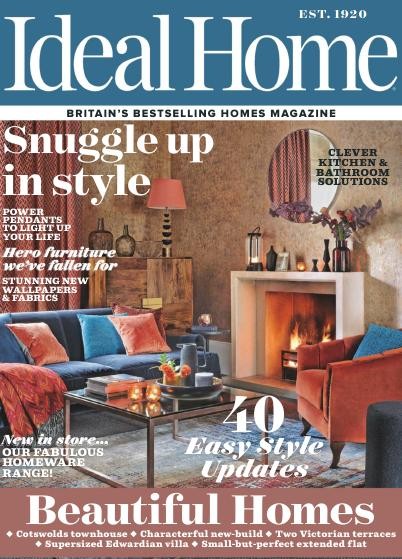 EST. 1920
Ideal Home
BRITAIN'S BESTSELLING HOMES MAGAZINE
Snuggle up
in style
CLEVER
KITCHEN &
BATHROOM
SOLUTIONS
POWER
PENDANTS
TO LIGHT UP
YOUR LIFE
Hero furniture
we've fallen for
STUNNING NEW
WALLPAPERS
& FABRICS
40
Easy Style
Updates
New in store...
OUR FABULOUS
HOMEWARE
RANGE!
Beautiful Homes
◆ Cotswolds townhouse ◆ Characterful new-build ◆ Two Victorian terraces
◆ Supersized Edwardian villa ◆ Small-but-perfect extended flat